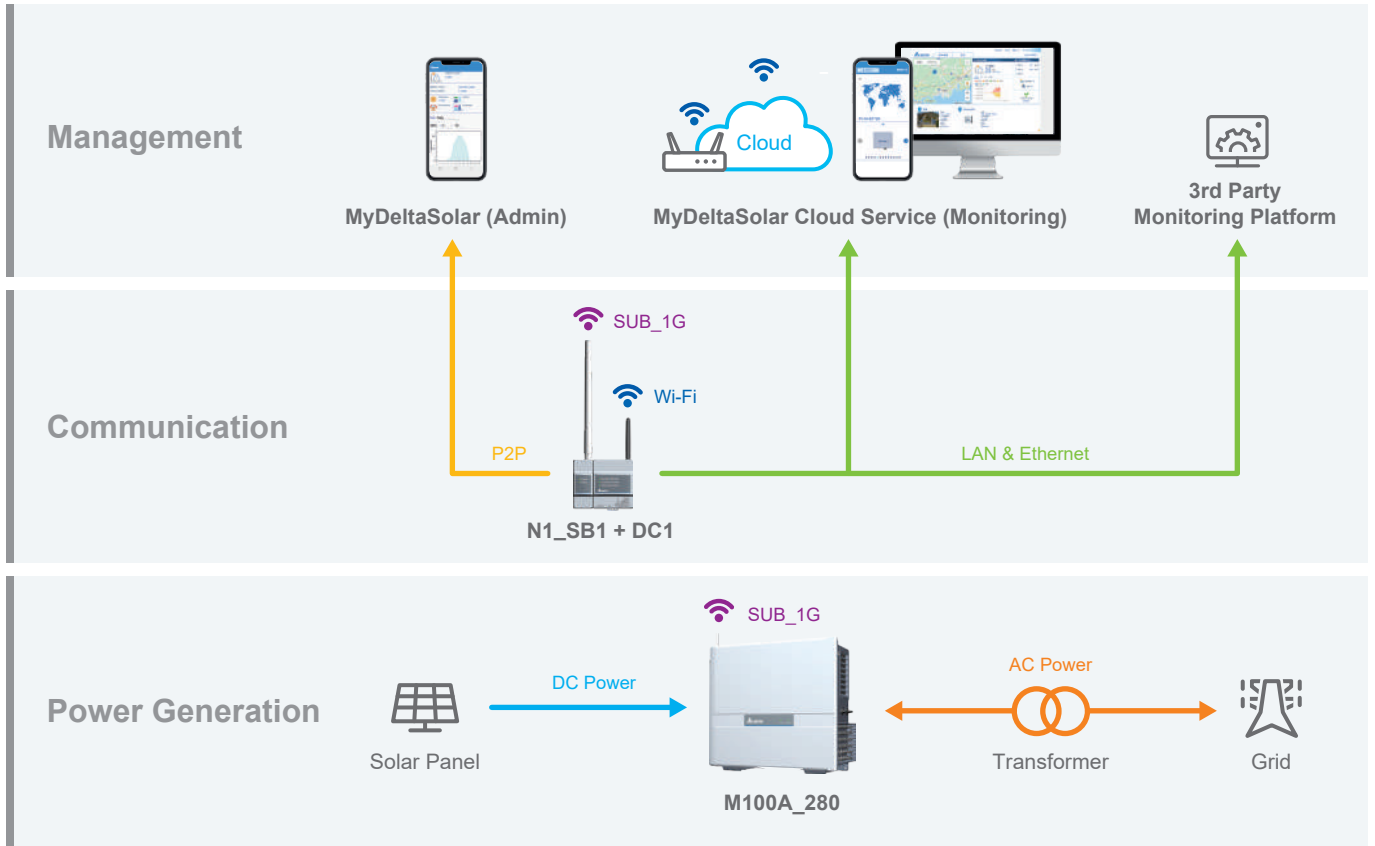 Management
Cloud
MyDeltaSolar (Admin)
MyDeltaSolar Cloud Service (Monitoring)
3rd Party
Monitoring Platform
Communication
SUB_1G
Wi-Fi
P2P
LAN & Ethernet
N1_SB1 + DC1
Power Generation
SUB_1G
DC Power
AC Power
Solar Panel
Transformer
Grid
M100A_280